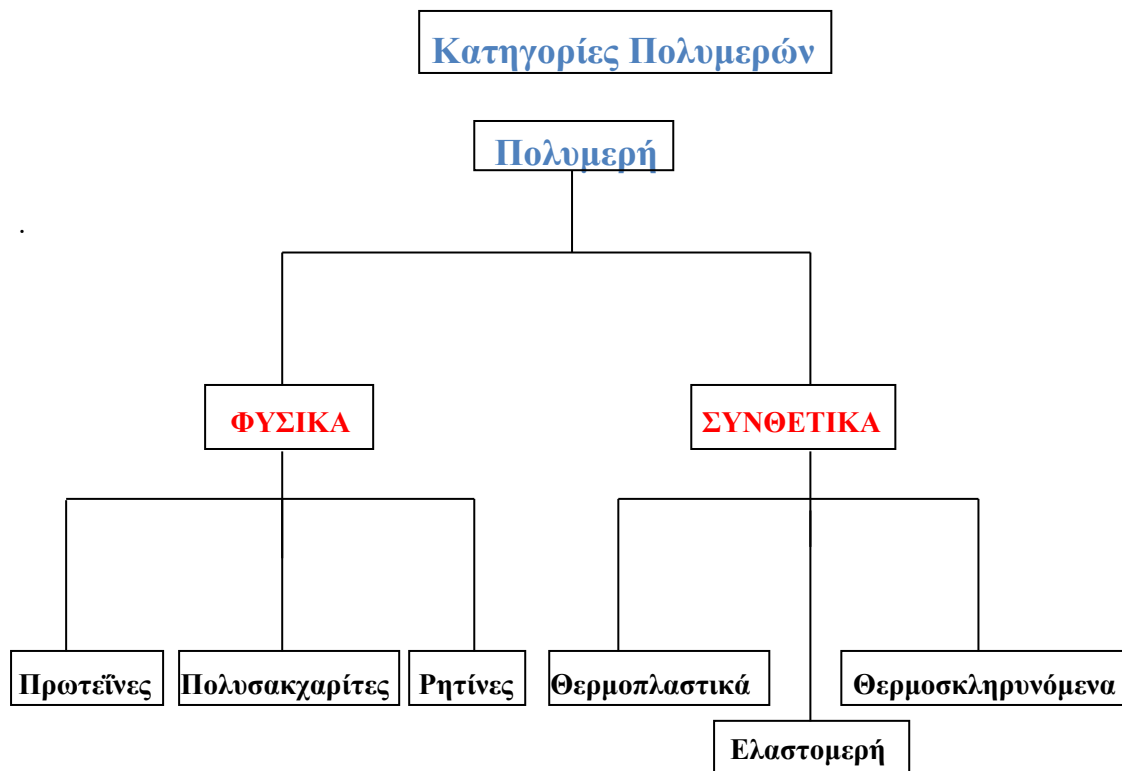 Κατηγορίες Πολυμερών
Πολυμερή
.
ΦΥΣΙΚΑ
ΣΥΝΘΕΤΙΚΑ
Πρωτεΐνες
Πολυσακχαρίτες
Ρητίνες
Θερμοπλαστικά
Θερμοσκληρυνόμενα
Ελαστομερή